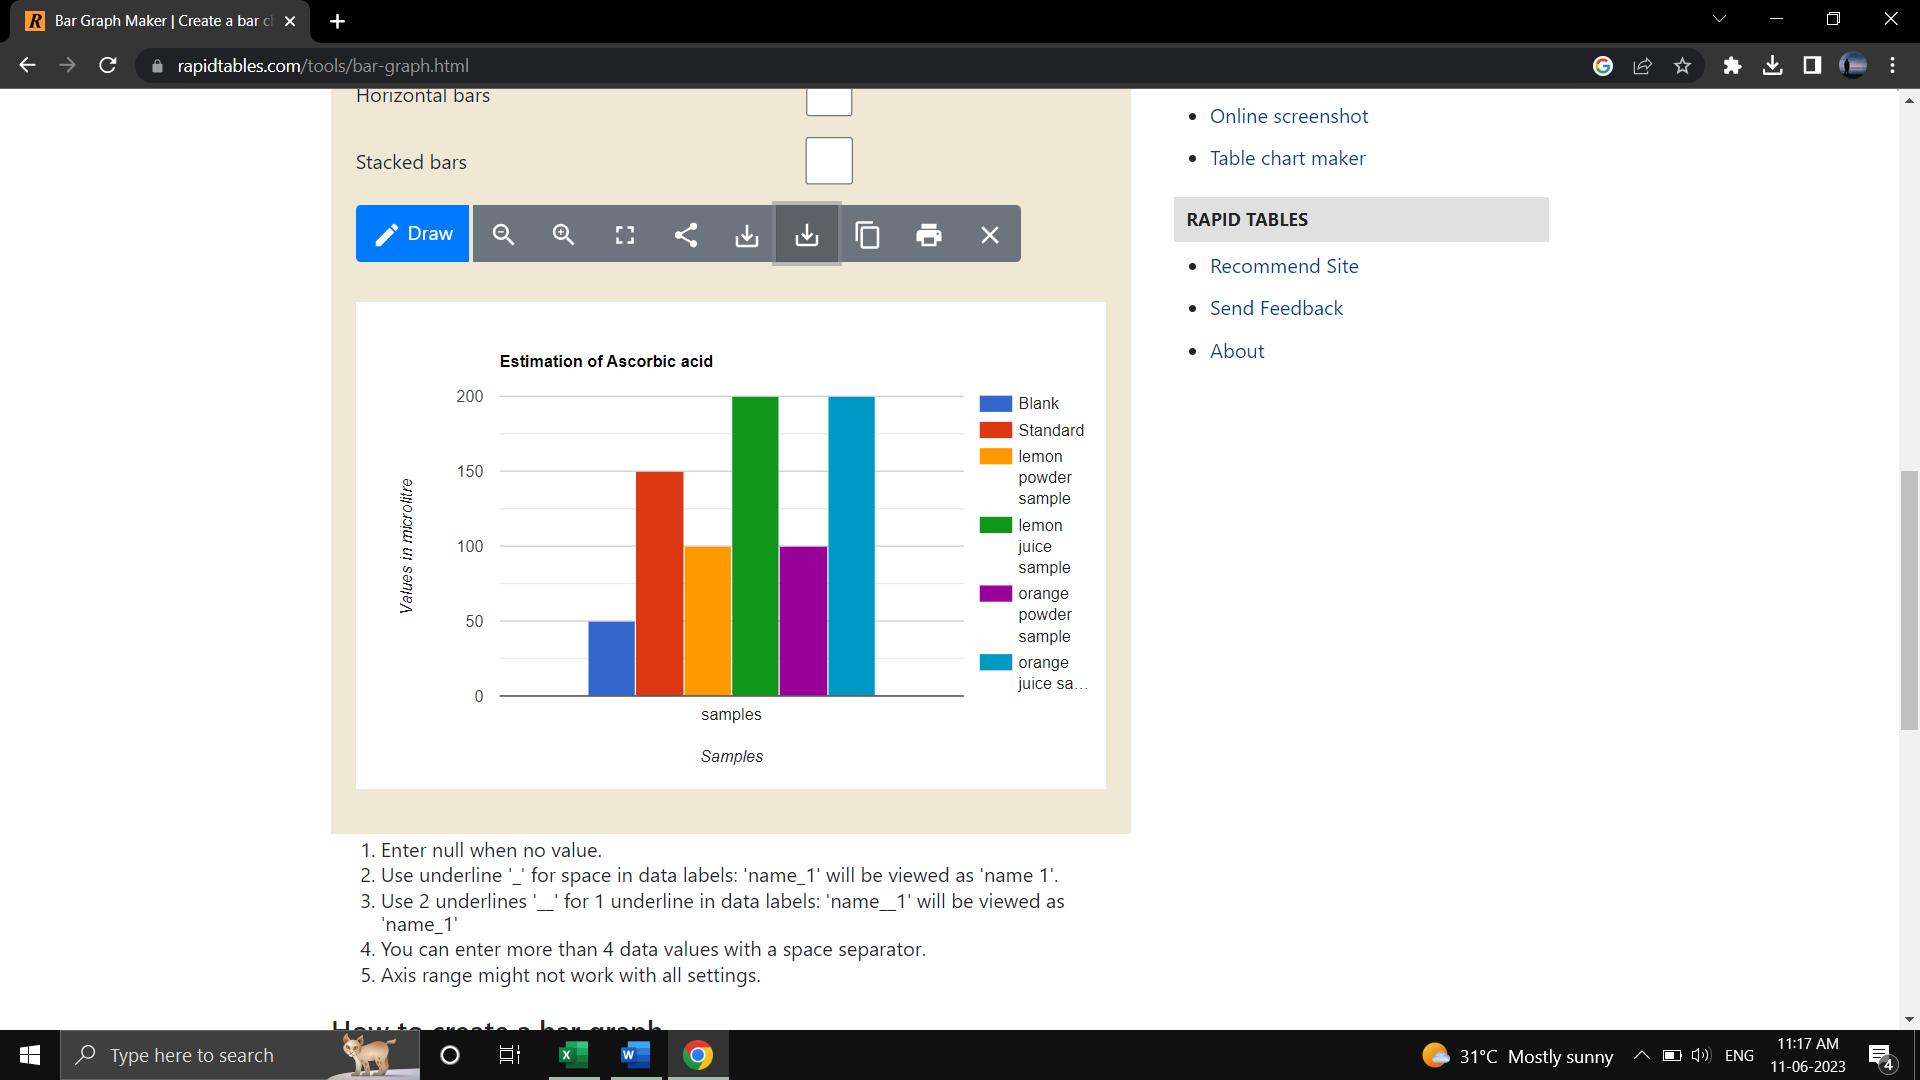 Bar Graph Maker | Create a bar c
rapidtables.com/tools/bar-graph.html
Horizontal bars
Stacked bars
Draw
Estimation of Ascorbic acid
200
150
100
50
0
Values in microlitre
samples
Samples
Blank
Standard
lemon
powder
sample
lemon
juice
sample
orange
powder
sample
orange
juice sa...
1. Enter null when no value.
2. Use underline '_' for space in data labels: 'name_1' will be viewed as 'name 1'.
3. Use 2 underlines '__' for 1 underline in data labels: 'name__1' will be viewed as
'name_1'
4. You can enter more than 4 data values with a space separator.
5. Axis range might not work with all settings.
How to create a bar graph
Online screenshot
Table chart maker
RAPID TABLES
Recommend Site
Send Feedback
About
Type here to search
31°C Mostly sunny
ENG
11:17 AM
11-06-2023
4